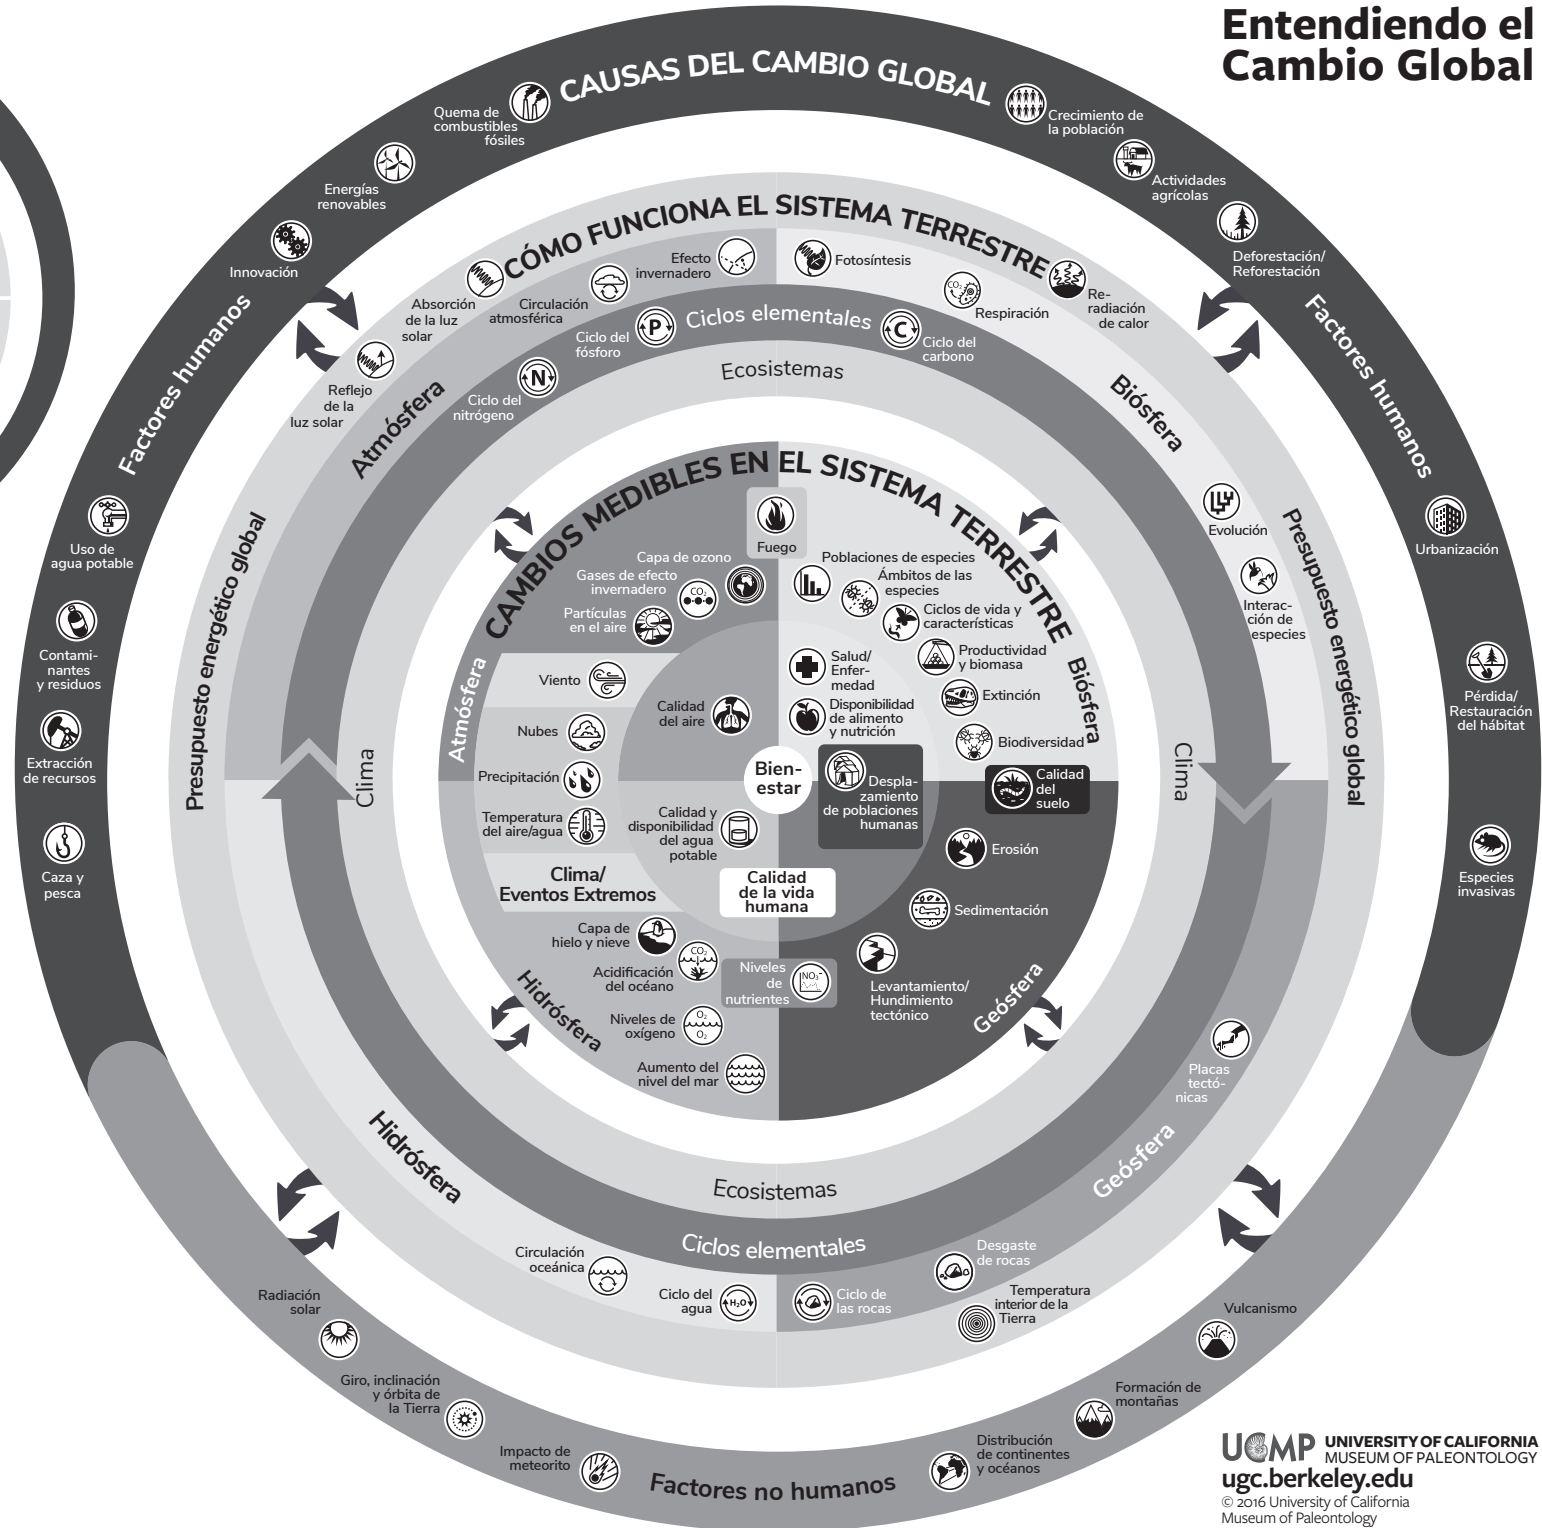 Entendiendo el
Cambio Global
CAUSAS DEL CAMBIO GLOBAL
Quema de
combustibles
fósiles
Energías
renovables
Innovación
Factores humanos
Uso de
agua potable
Contami-
nantes
y residuos
Extracción
de recursos
Caza y
pesca
Crecimiento de
la población
Actividades
agrícolas
Deforestación/
Reforestación
Factores humanos
Urbanización
Pérdida/
Restauración
del hábitat
Especies
invasivas
CÓMO FUNCIONA EL SISTEMA TERRESTRE
Absorción
de la luz
solar
Reflejo
de la
luz solar
Circulación
atmosférica
Efecto
invernadero
Fotosíntesis
CO2
Respiración
Re-
radiación
de calor
Atmósfera
Biósfera
Presupuesto energético global
Presupuesto energético global
Evolución
Interac-
ción de
especies
Ciclos elementales
P
Ciclo del
fósforo
N
Ciclo del
nitrógeno
C
Ciclo del
carbono
Ecosistemas
Clima
Clima
CAMBIOS MEDIBLES EN EL SISTEMA TERRESTRE
Fuego
Capa de ozono
Gases de efecto
invernadero
CO2
Partículas
en el aire
Atmósfera
Viento
Nubes
Precipitación
Temperatura
del aire/agua
Clima/
Eventos Extremos
Poblaciones de especies
Ámbitos de las
especies
Ciclos de vida y
características
Productividad
y biomasa
Extinción
Biodiversidad
Biósfera
Salud/
Enfer-
medad
Disponibilidad
de alimento
y nutrición
Calidad
del aire
Bien-
estar
Despla-
zamiento
de poblaciones
humanas
Calidad
del
suelo
Calidad y
disponibilidad
del agua
potable
Calidad
de la vida
humana
Erosión
Sedimentación
Levantamiento/
Hundimiento
tectónico
Geósfera
Capa de
hielo y nieve
CO2
Acidificación
del océano
Niveles
de
nutrientes
NO3-
Niveles de
oxígeno
O2
O2
Aumento del
nivel del mar
Hidrósfera
Placas
tectó-
nicas
Geósfera
Hidrósfera
Ecosistemas
Ciclos elementales
Circulación
oceánica
Ciclo del
agua
H2O
Ciclo de
las rocas
Desgaste
de rocas
Temperatura
interior de la
Tierra
Radiación
solar
Giro, inclinación
y órbita de
la Tierra
Impacto de
meteorito
Factores no humanos
Distribución
de continentes
y océanos
Formación de
montañas
Vulcanismo
UCMP UNIVERSITY OF CALIFORNIA
MUSEUM OF PALEONTOLOGY
ugc.berkeley.edu
© 2016 University of California
Museum of Paleontology